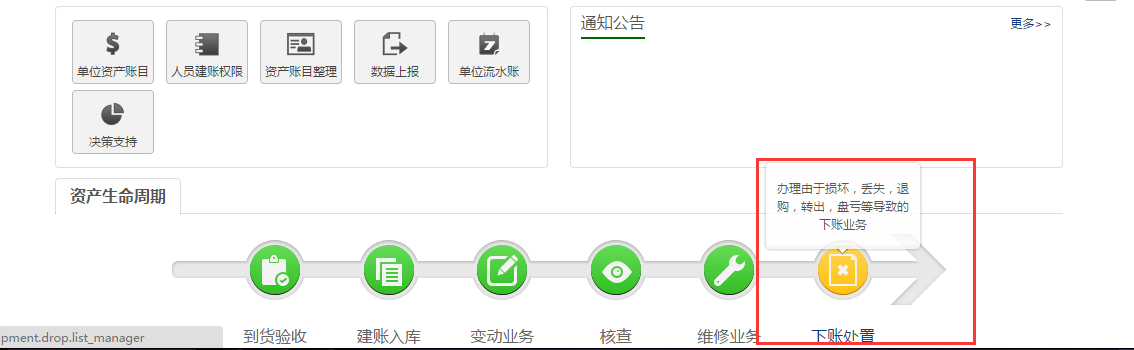 单位资产账目
人员建账权限
资产账目整理
数据上报
单位流水账
决策支持
通知公告
更多>>
资产生命周期
办理由于损坏，丢失，退
购，转出，盘亏等导致的
下账业务
到货验收
建账入库
变动业务
核查
维修业务
下账处置
pment.drop.list_manager